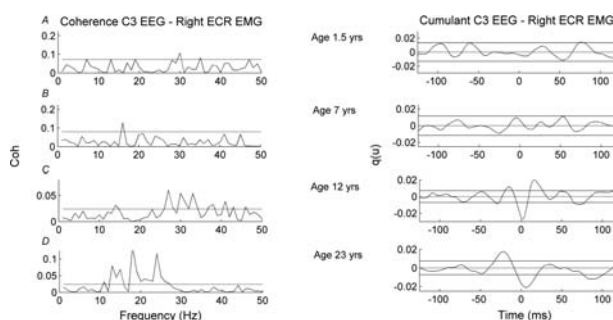 A Coherence C3 EEG - Right ECR EMG
0.2
0.1
0
0 10 20 30 40 50
B
0.2
0.1
0
0 10 20 30 40 50
Coh
C
0.05
0
0 10 20 30 40 50
D
0.1
0.05
0
0 10 20 30 40 50
Frequency (Hz)
Age 1.5 yrs
Age 7 yrs
Age 12 yrs
Age 23 yrs
Cumulant C3 EEG - Right ECR EMG
0.02
0
-0.02
-100 -50 0 50 100
0.02
0
-0.02
-100 -50 0 50 100
q(u)
0.02
0
-0.02
-100 -50 0 50 100
0.02
0
-0.02
-100 -50 0 50 100
Time (ms)